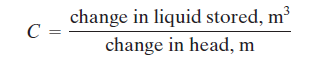 C = change in liquid stored, m³
change in head, m